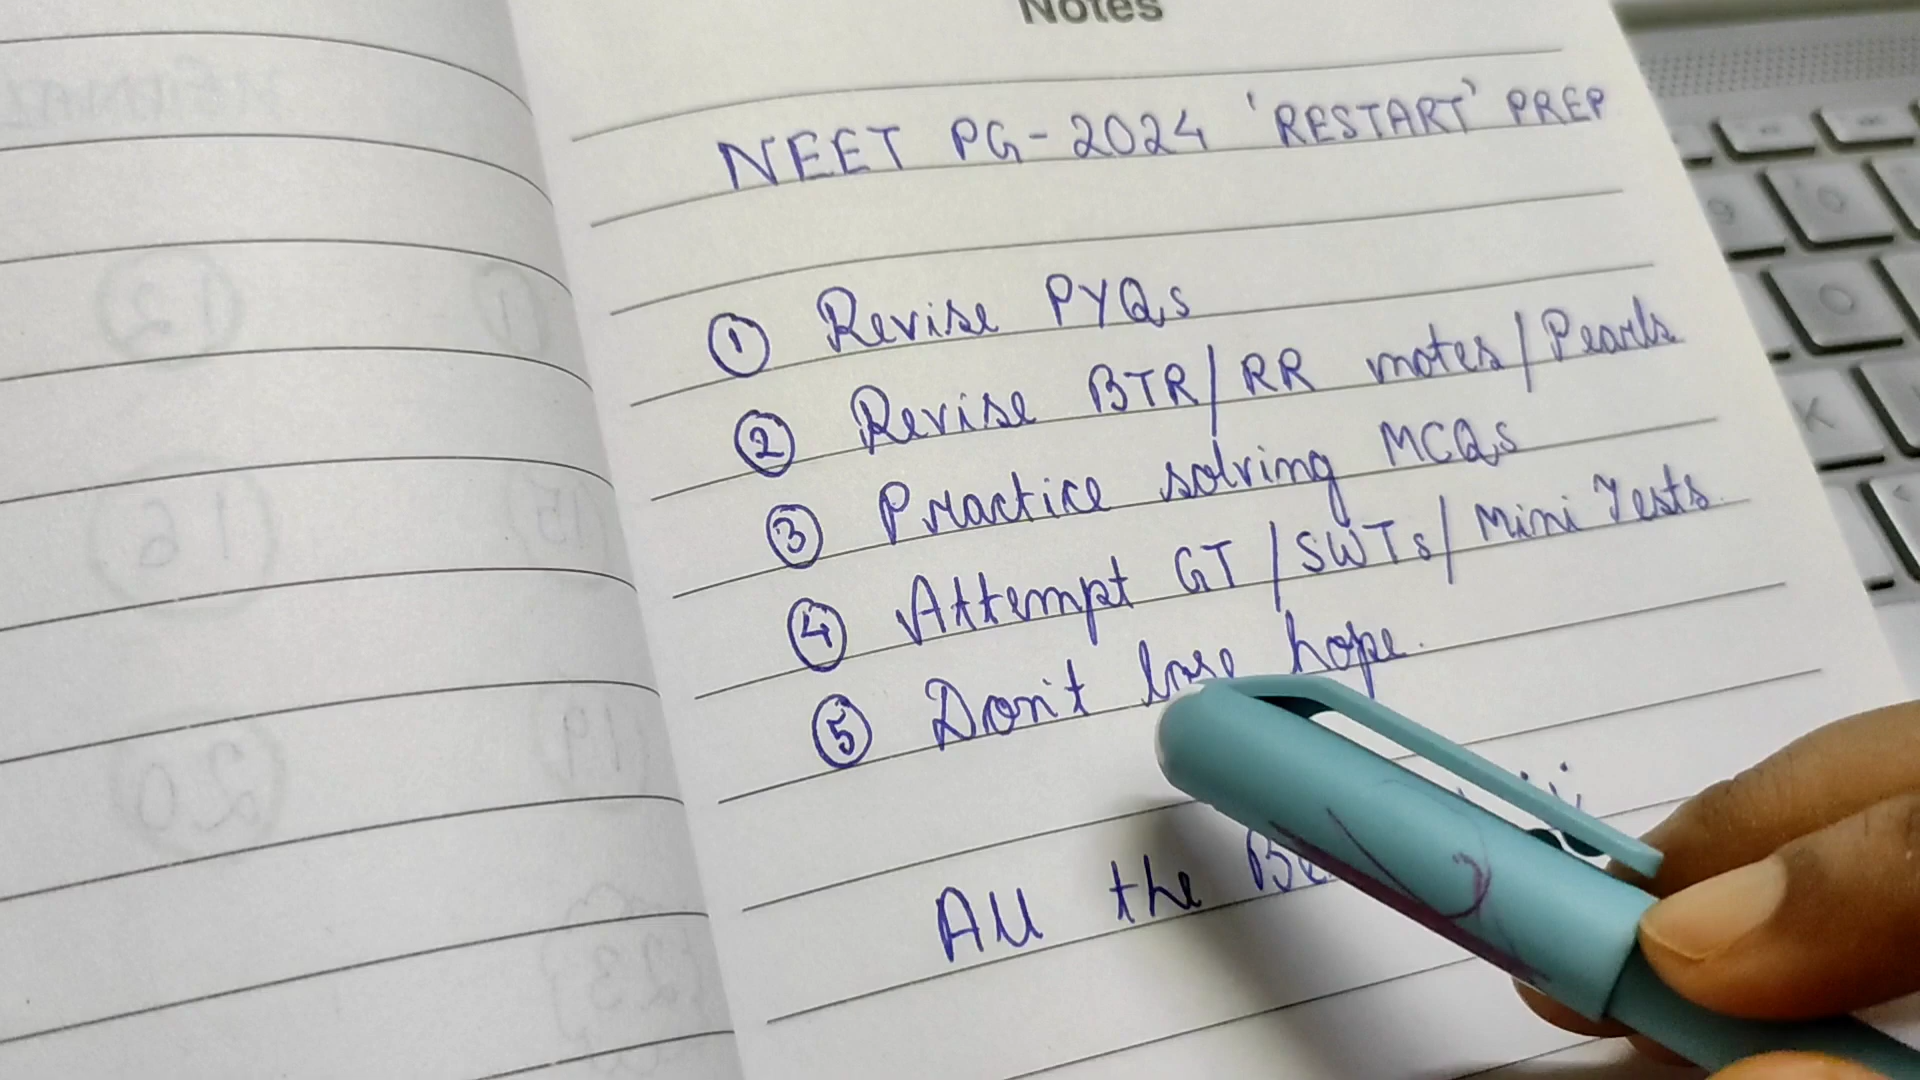 Notes
NEET PG-2024 'RESTART' PREP
① Revise PYQs
② Revise BTR/RR notes/Pearls
③ Practice solving MCQs
④ Attempt GT/SWTs/Mini Tests.
⑤ Don't lose hope.
All the